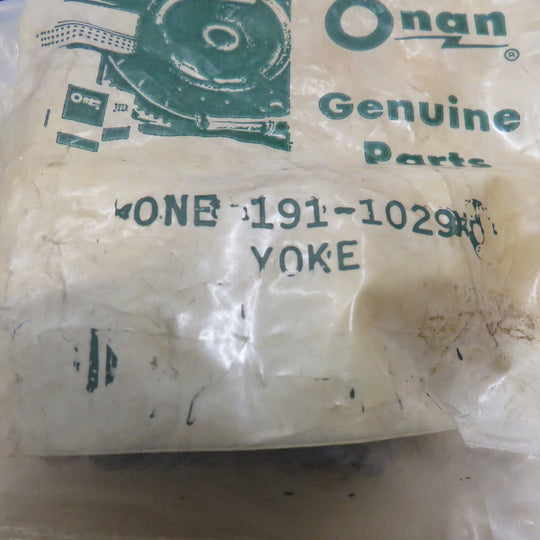 Onan
®
Genuine
Parts
ONE 191-1029
YOKE